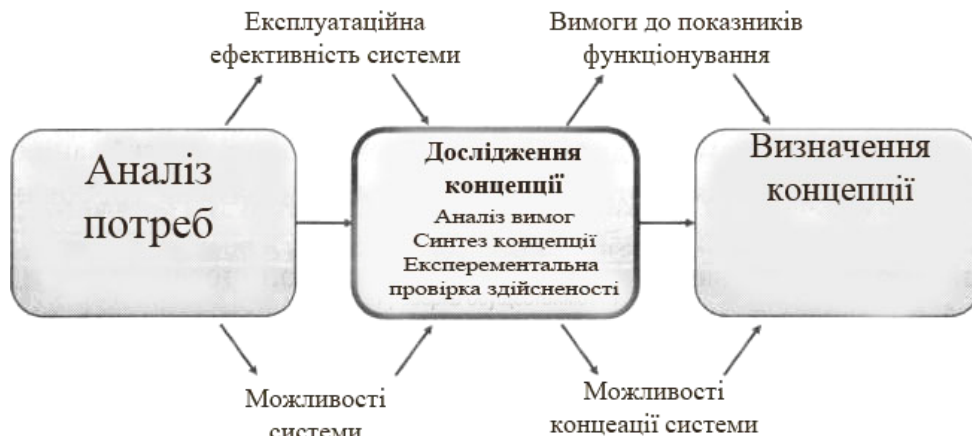 Експлуатаційна
ефективність системи
Вимоги до показників
функціонування
Аналіз
потреб
Дослідження
концепції
Аналіз вимог
Синтез концепції
Експерементальна
провірка здійсненості
Визначення
концепції
Можливості
системи
Можливості
концеації системи